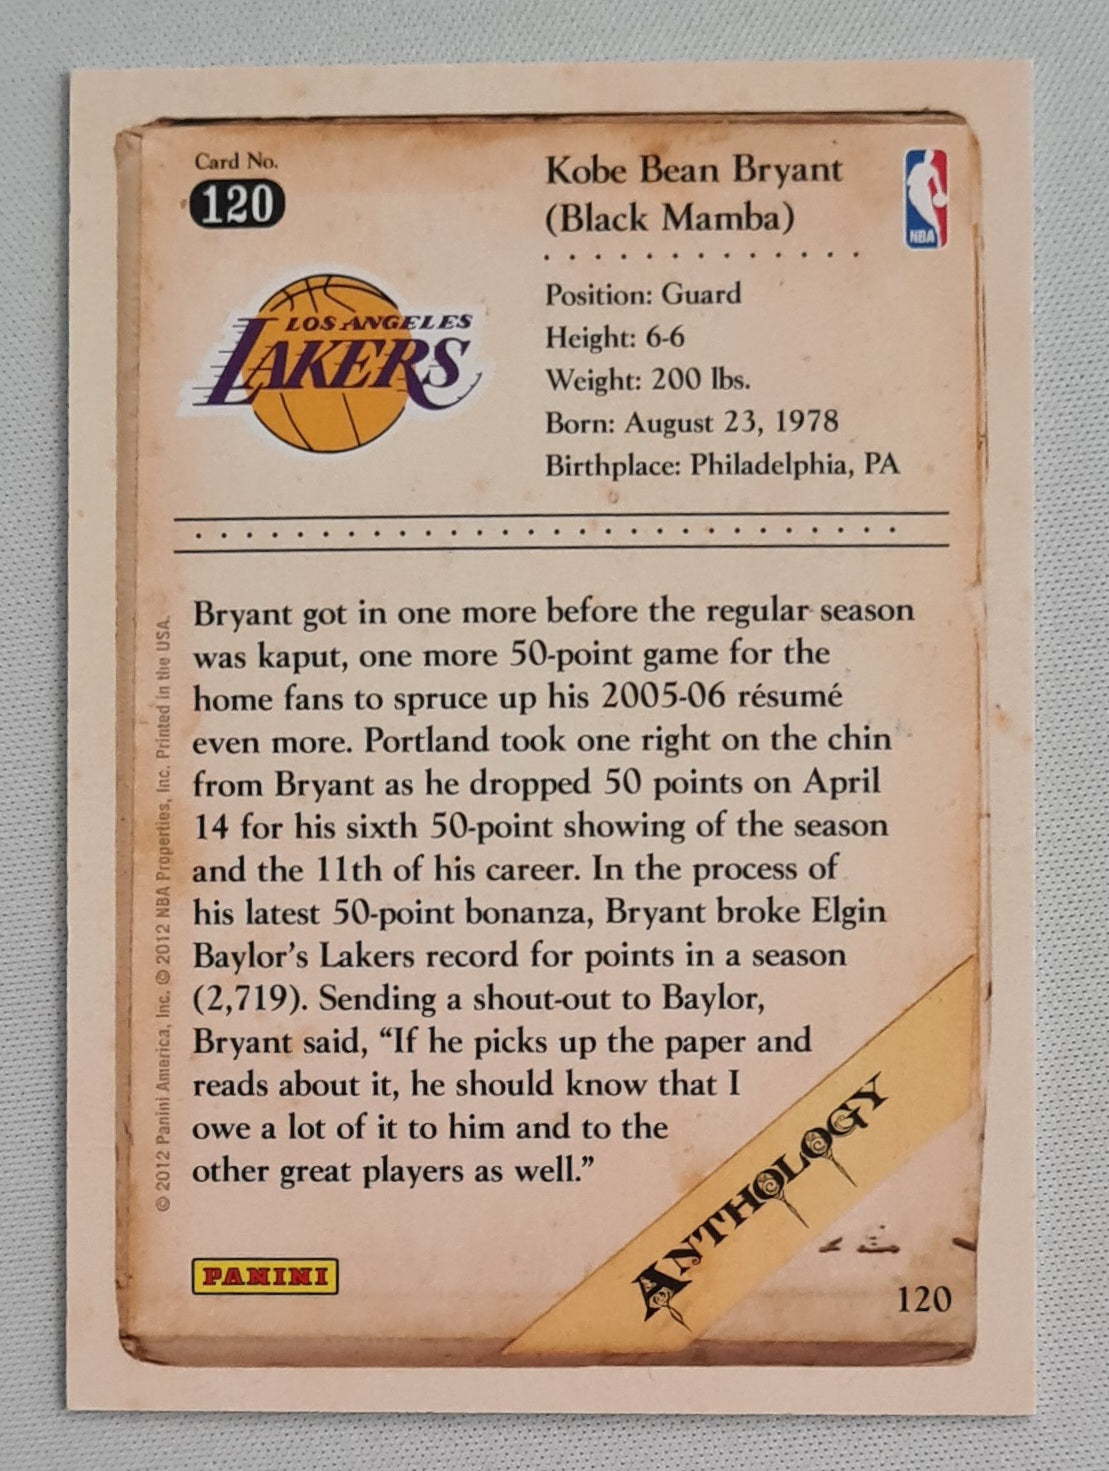 Card No.
120
Kobe Bean Bryant
(Black Mamba)
NBA
LOS ANGELES
LAKERS
Position: Guard
Height: 6-6
Weight: 200 lbs.
Born: August 23, 1978
Birthplace: Philadelphia, PA
Bryant got in one more before the regular season
was kaput, one more 50-point game for the
home fans to spruce up his 2005-06 résumé
even more. Portland took one right on the chin
from Bryant as he dropped 50 points on April
14 for his sixth 50-point showing of the season
and the 11th of his career. In the process of
his latest 50-point bonanza, Bryant broke Elgin
Baylor’s Lakers record for points in a season
(2,719). Sending a shout-out to Baylor,
Bryant said, “If he picks up the paper and
reads about it, he should know that I
owe a lot of it to him and to the
other great players as well.”
© 2012 Panini America, Inc. © 2012 NBA Properties, Inc. Printed in the USA.
PANINI
ANTHOLOGY
120